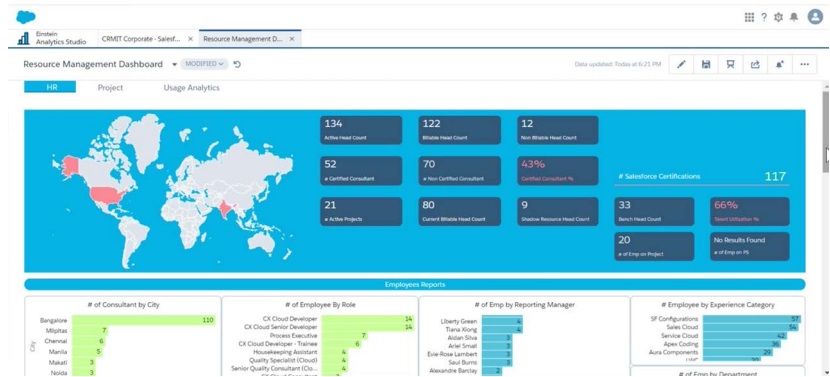 Einstein
Analytics Studio
CRMIT Corporate - Salesf... ×
Resource Management D... ×
Resource Management Dashboard
MODIFIED
Data updated: Today at 6:21 PM
HR
Project
Usage Analytics
134
Active Head Count
122
Billable Head Count
12
Non Billable Head Count
52
# Certified Consultant
70
# Non Certified Consultant
43%
Certified Consultant %
# Salesforce Certifications
117
21
# Active Projects
80
Current Billable Head Count
9
Shadow Resource Head Count
33
Bench Head Count
66%
20
# of Emp on Project
No Results Found
# of Emp on PS
Employees Reports
# of Consultant by City
City
Bangalore 110
Milpitas 7
Chennai 6
Manila 5
Makati 3
Noida 3
# of Employee By Role
CX Cloud Developer 14
CX Cloud Senior Developer 14
Process Executive 7
CX Cloud Developer - Trainee 6
Housekeeping Assistant 4
Quality Specialist (Cloud) 4
Senior Quality Consultant (Clo... 4
# of Emp by Reporting Manager
Liberty Green 4
Tiana Xiong 4
Aidan Silva 3
Ariel Small 3
Evie-Rose Lambert 3
Saul Burns 3
Alexandre Barclay 2
# Employee by Experience Category
SF Configurations 57
Sales Cloud 54
Service Cloud 42
Apex Coding 36
Aura Components 29
# of Emp by Department